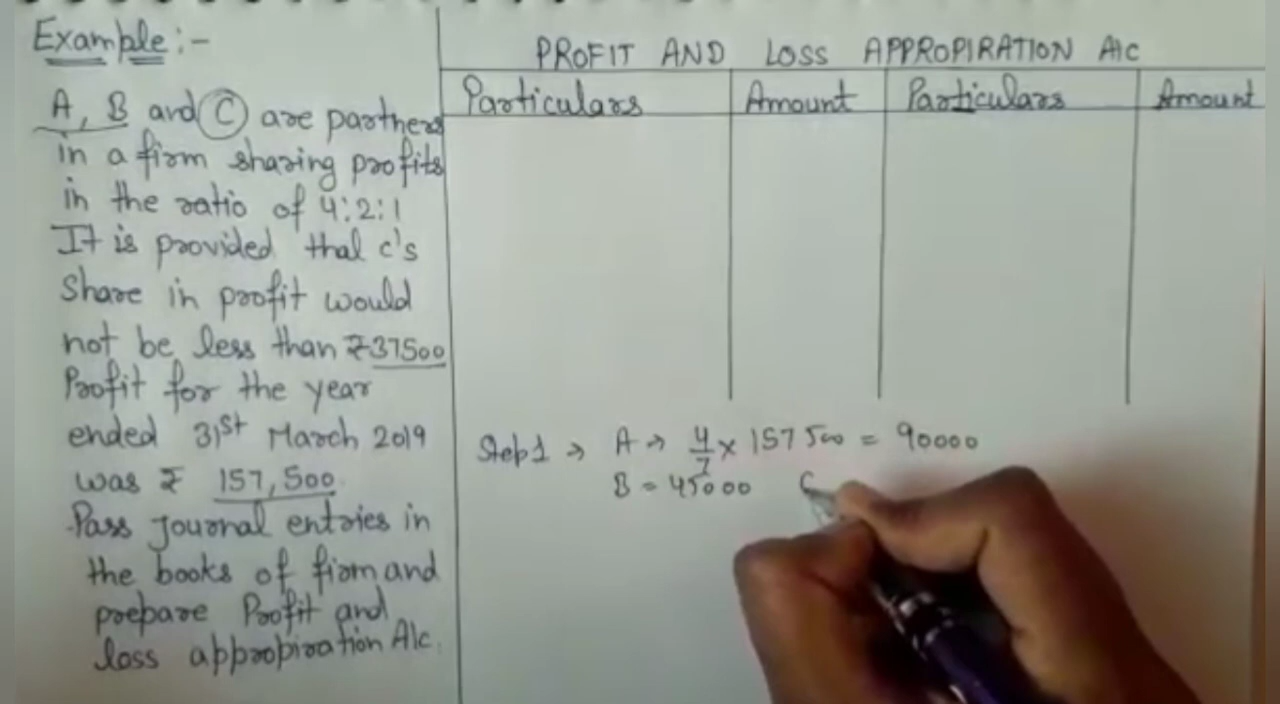 Example:-
A, B and C are partners
in a firm sharing profits
in the ratio of 4:2:1
It is provided that c's
share in profit would
not be less than ₹37500
Profit for the year
ended 31st March 2019
was ₹ 157,500
Pass Journal entries in
the books of firm and
prepare Profit and
loss appropiration A/c.
PROFIT AND LOSS APPROPIRATION A/c
Particulars Amount Particulars Amount
Step1 → A → 4/7 × 157500 = 90000
B = 45000 C